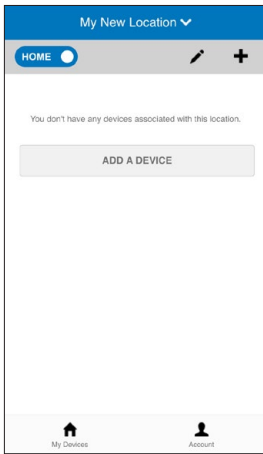 My New Location
HOME
You don't have any devices associated with this location.
ADD A DEVICE
My Devices
Account